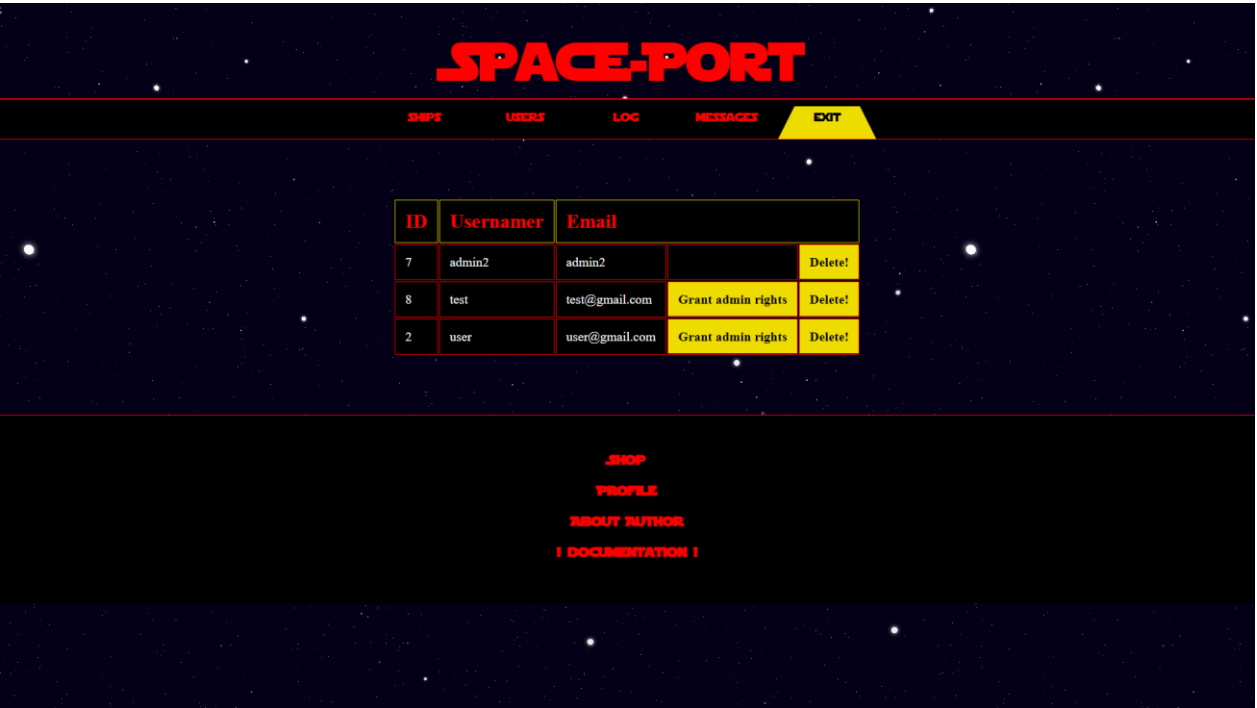 SPACE-PORT
SHIPS USERS LOG MESSAGES EXIT
ID Usernamer Email
7 admin2 admin2 Delete!
8 test test@gmail.com Grant admin rights Delete!
2 user user@gmail.com Grant admin rights Delete!
SHOP
PROFILE
ABOUT AUTHOR
! DOCUMENTATION !